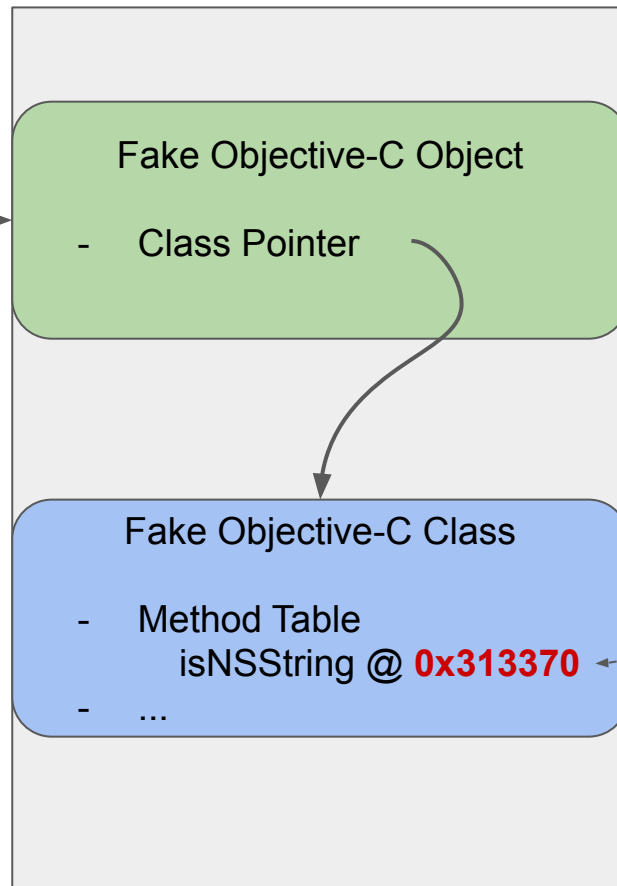 Fake Objective-C Object
- Class Pointer
Fake Objective-C Class
- Method Table
isNSString @ 0x313370
- ...